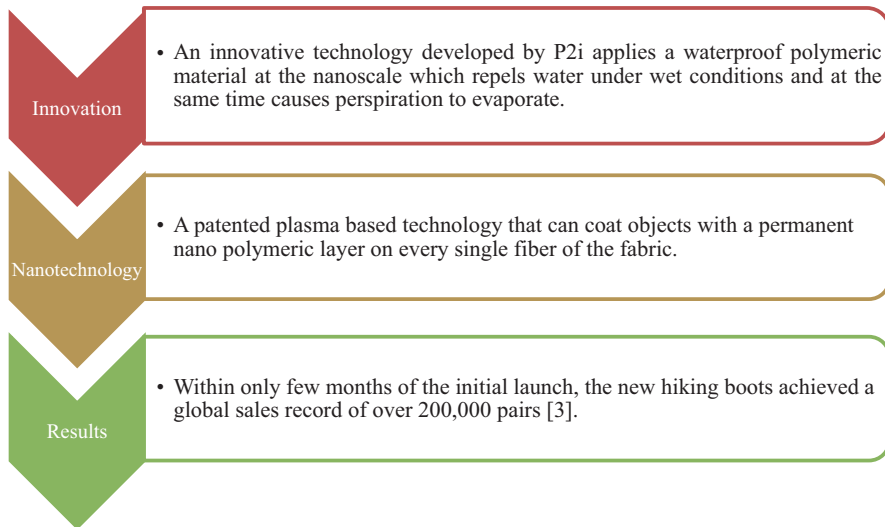 Innovation
• An innovative technology developed by P2i applies a waterproof polymeric
material at the nanoscale which repels water under wet conditions and at the
same time causes perspiration to evaporate.
Nanotechnology
• A patented plasma based technology that can coat objects with a permanent
nano polymeric layer on every single fiber of the fabric.
Results
• Within only few months of the initial launch, the new hiking boots achieved a
global sales record of over 200,000 pairs [3].